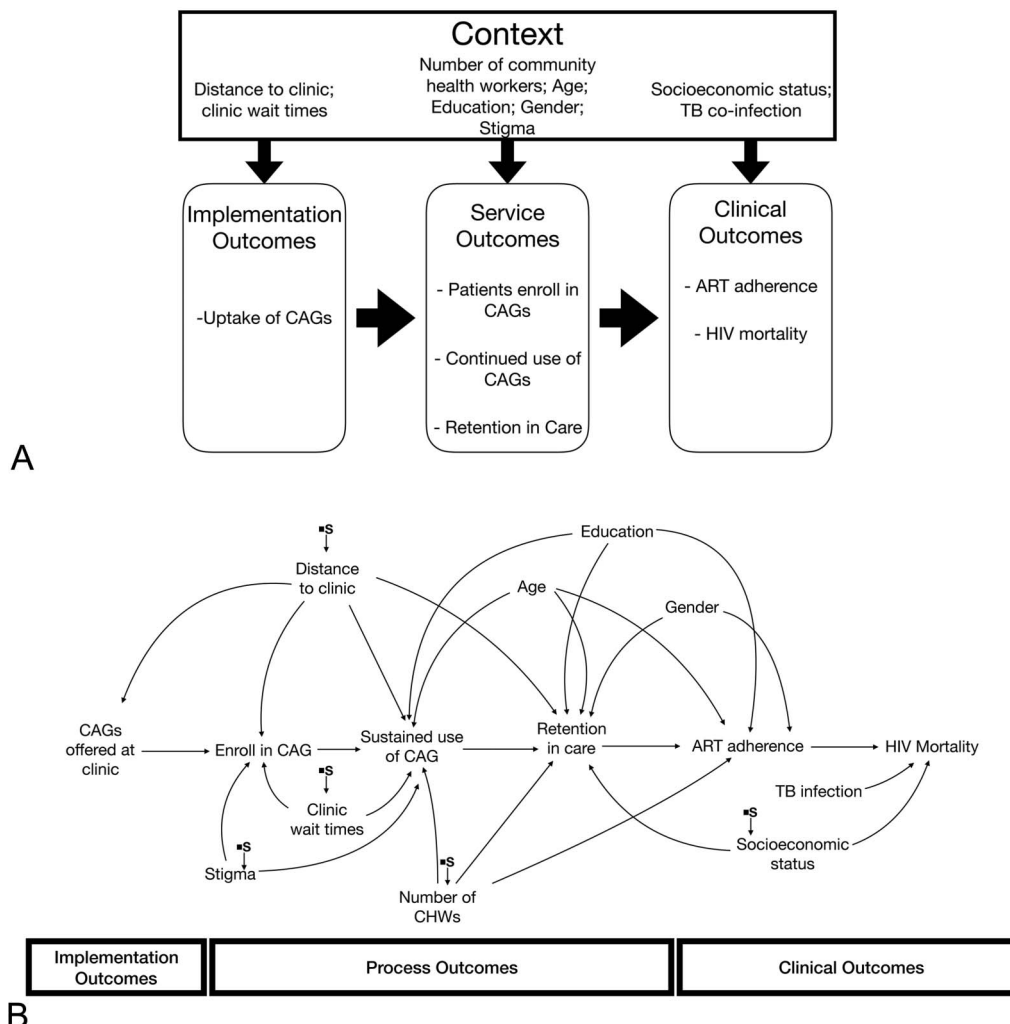 Context
Distance to clinic;
clinic wait times
Number of community
health workers; Age;
Education; Gender;
Stigma
Socioeconomic status;
TB co-infection
Implementation
Outcomes
-Uptake of CAGs
Service
Outcomes
- Patients enroll in
CAGs
- Continued use of
CAGs
- Retention in Care
Clinical
Outcomes
- ART adherence
- HIV mortality
A
■S
Distance
to clinic
Education
Age
Gender
CAGs
offered at
clinic
Enroll in CAG
Sustained use
of CAG
Retention
in care
ART adherence
HIV Mortality
■S
Clinic
wait times
TB infection
■S
Stigma
■S
Socioeconomic
status
■S
Number of
CHWs
Implementation
Outcomes
Process Outcomes
Clinical Outcomes
B